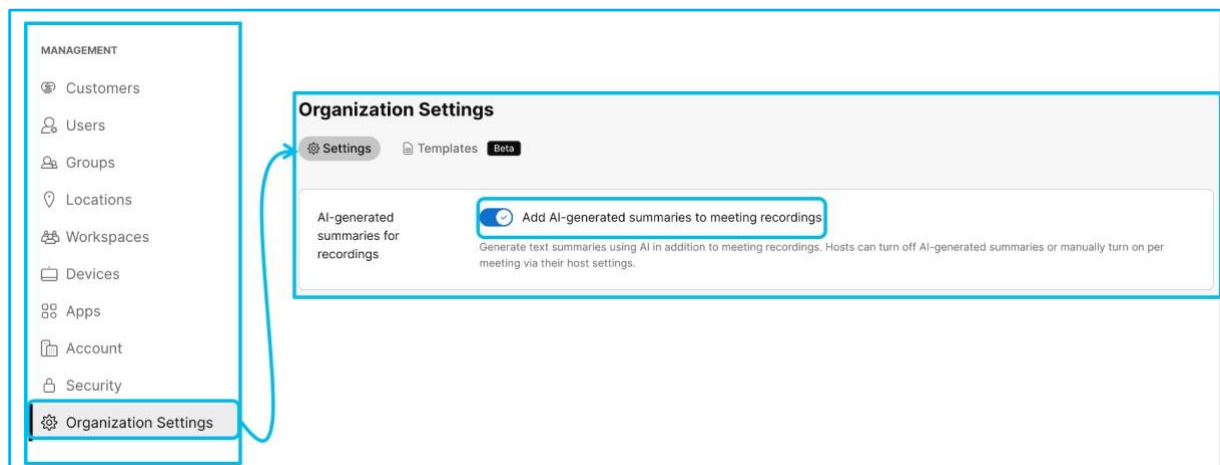 MANAGEMENT
Customers
Users
Groups
Locations
Workspaces
Devices
Apps
Account
Security
Organization Settings
Organization Settings
Settings
Templates Beta
AI-generated
summaries for
recordings
Add AI-generated summaries to meeting recordings
Generate text summaries using AI in addition to meeting recordings. Hosts can turn off AI-generated summaries or manually turn on per
meeting via their host settings.